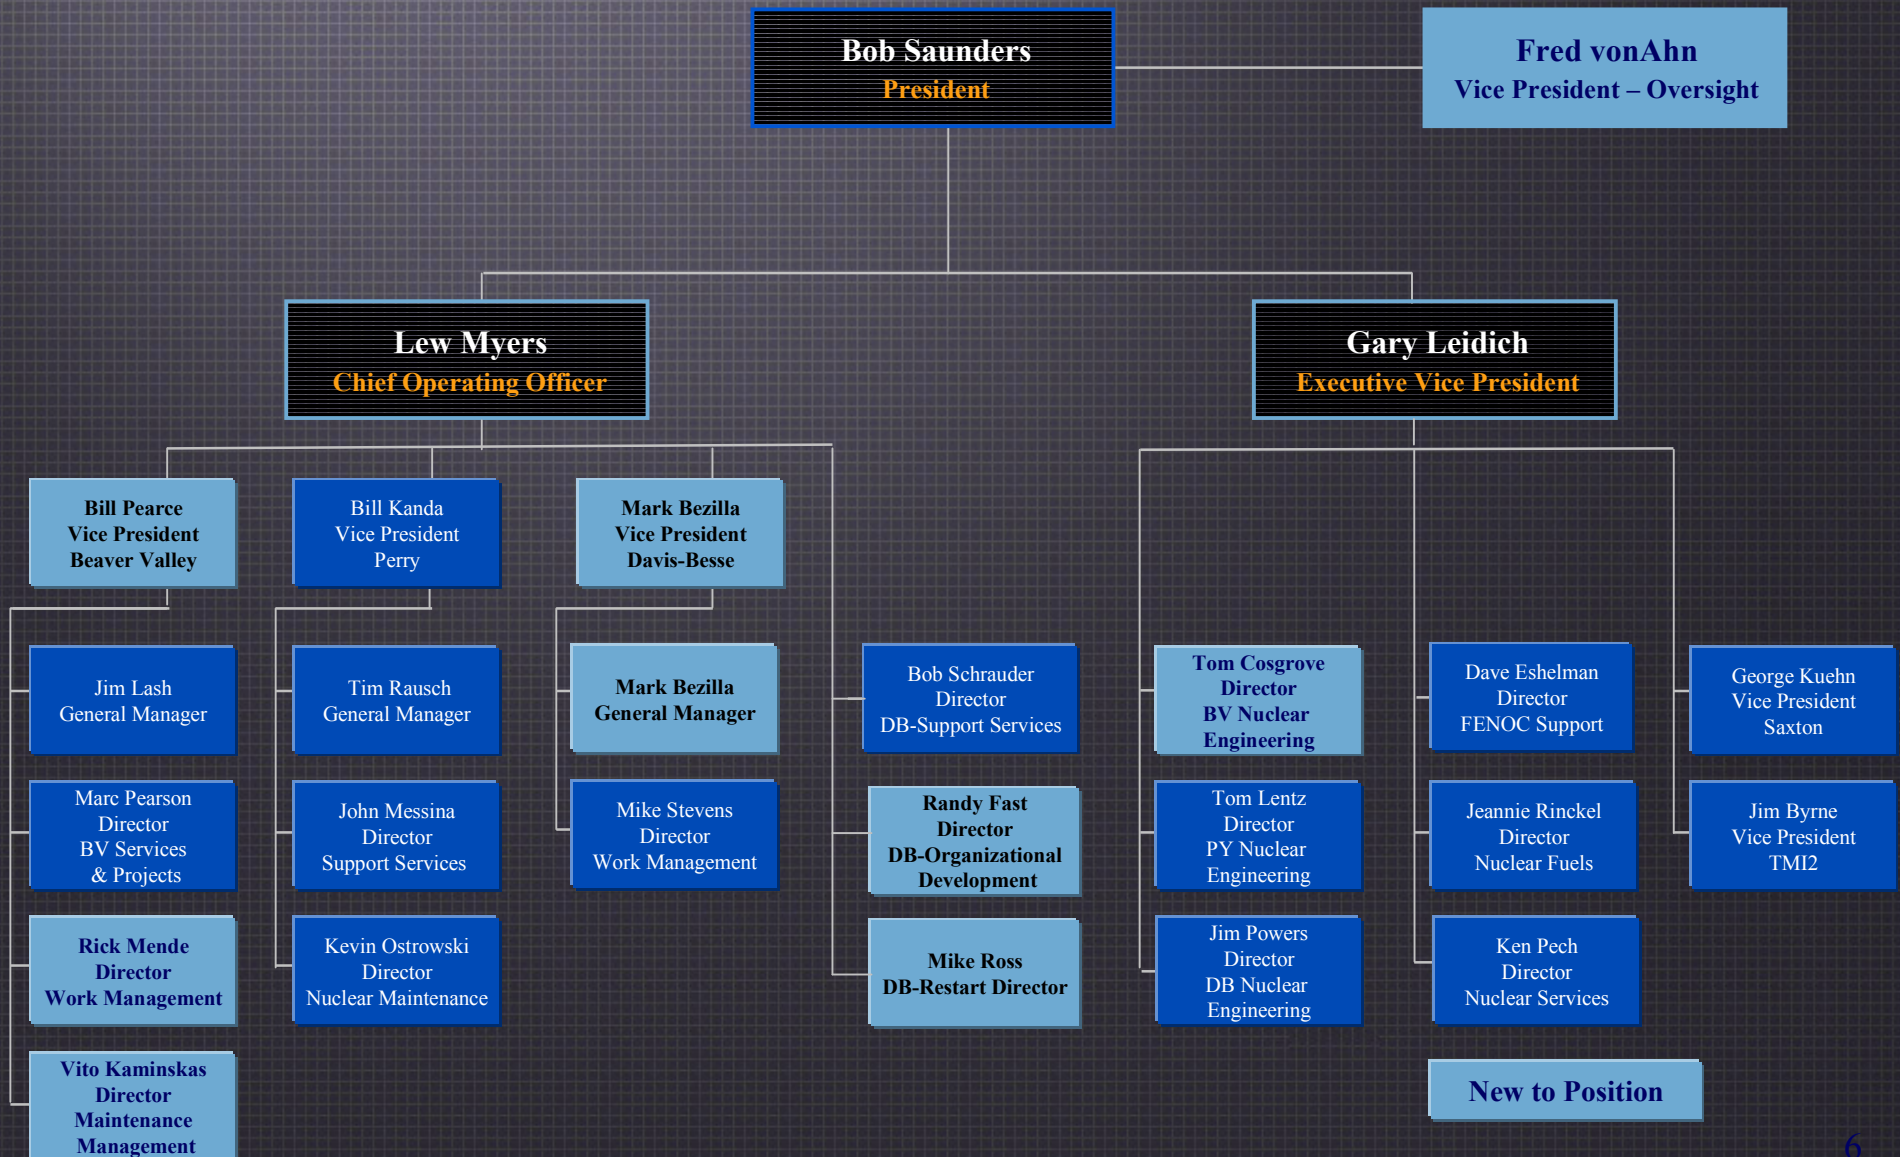 Bob Saunders
President
Fred vonAhn
Vice President – Oversight
Lew Myers
Chief Operating Officer
Gary Leidich
Executive Vice President
Bill Pearce
Vice President
Beaver Valley
Bill Kanda
Vice President
Perry
Mark Bezilla
Vice President
Davis-Besse
Jim Lash
General Manager
Tim Rausch
General Manager
Mark Bezilla
General Manager
Bob Schrauder
Director
DB-Support Services
Tom Cosgrove
Director
BV Nuclear
Engineering
Dave Eshelman
Director
FENOC Support
George Kuehn
Vice President
Saxton
Marc Pearson
Director
BV Services
& Projects
John Messina
Director
Support Services
Mike Stevens
Director
Work Management
Randy Fast
Director
DB-Organizational
Development
Tom Lentz
Director
PY Nuclear
Engineering
Jeannie Rinckel
Director
Nuclear Fuels
Jim Byrne
Vice President
TMI2
Rick Mende
Director
Work Management
Kevin Ostrowski
Director
Nuclear Maintenance
Mike Ross
DB-Restart Director
Jim Powers
Director
DB Nuclear
Engineering
Ken Pech
Director
Nuclear Services
Vito Kaminskas
Director
Maintenance
Management
New to Position
6